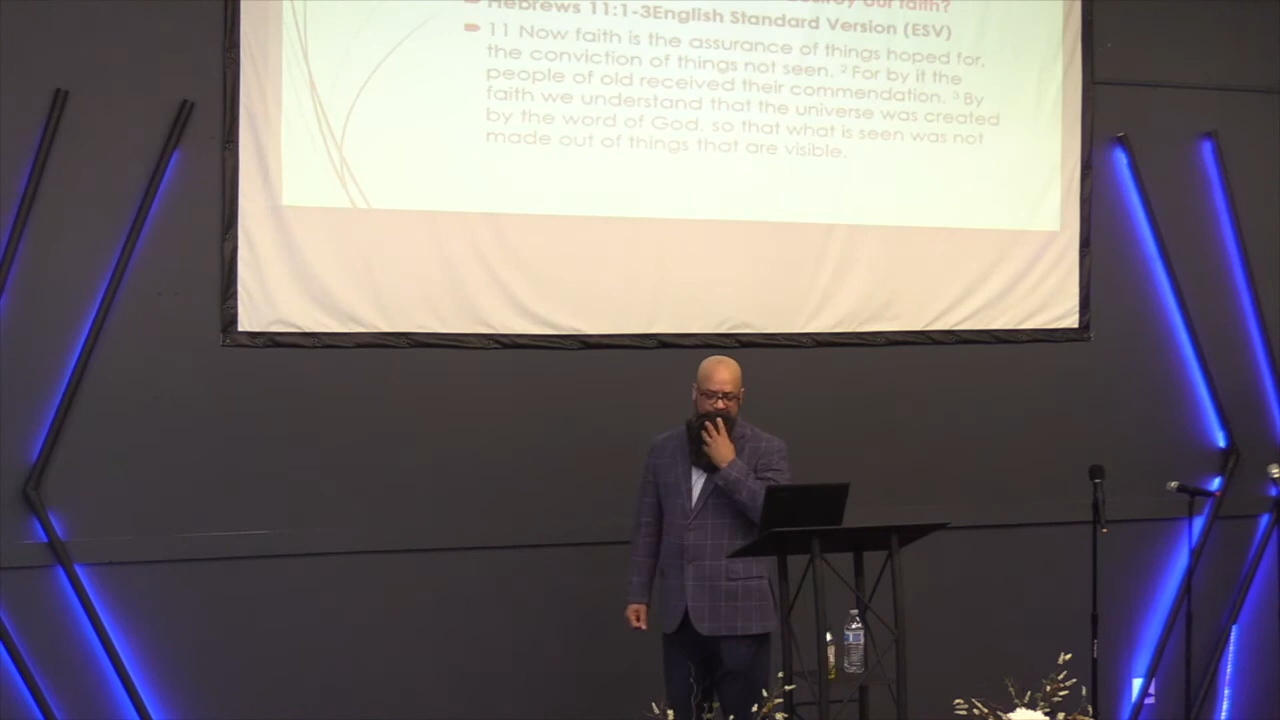 destroy our faith?
Hebrews 11:1-3English Standard Version (ESV)
11 Now faith is the assurance of things hoped for,
the conviction of things not seen. 2 For by it the
people of old received their commendation. 3 By
faith we understand that the universe was created
by the word of God, so that what is seen was not
made out of things that are visible.